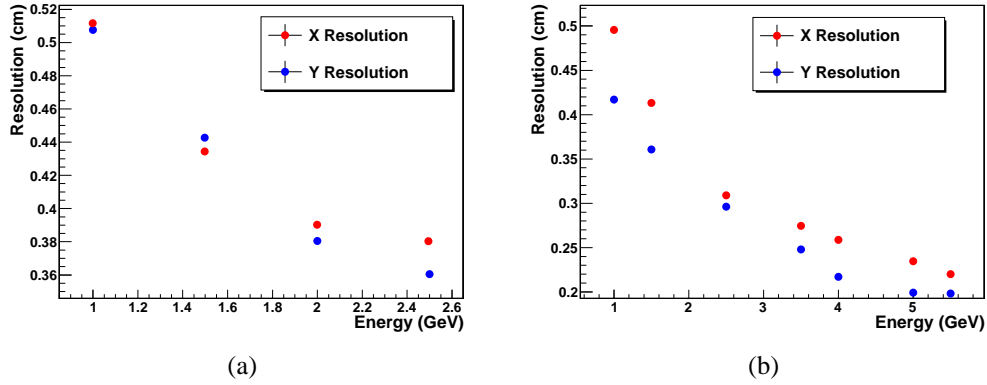 Resolution (cm)
0.52
0.5
0.48
0.46
0.44
0.42
0.4
0.38
0.36
X Resolution
Y Resolution
1 1.2 1.4 1.6 1.8 2 2.2 2.4 2.6
Energy (GeV)
(a)
Resolution (cm)
0.5
0.45
0.4
0.35
0.3
0.25
0.2
X Resolution
Y Resolution
1 2 3 4 5
Energy (GeV)
(b)